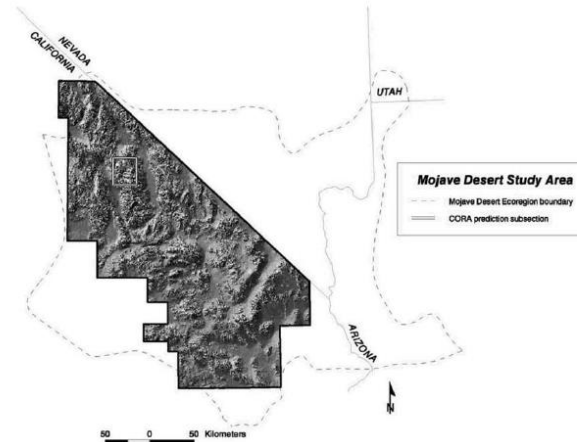 NEVADA
CALIFORNIA
UTAH
Mojave Desert Study Area
Mojave Desert Ecoregion boundary
CORA prediction subsection
ARIZONA
N
50 0 50 Kilometers